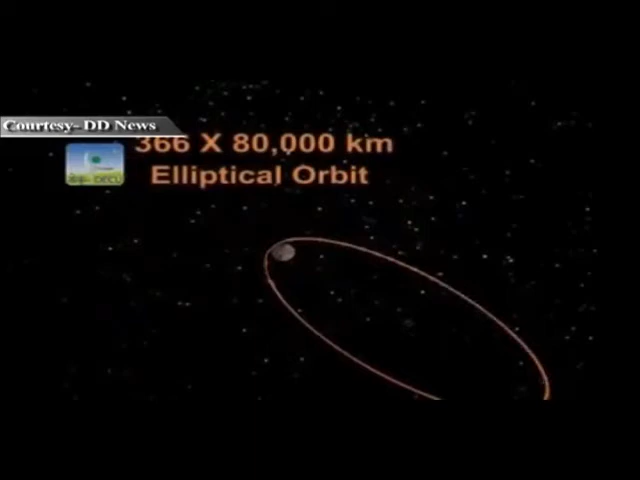 Courtesy- DD News
366 X 80,000 km
Elliptical Orbit